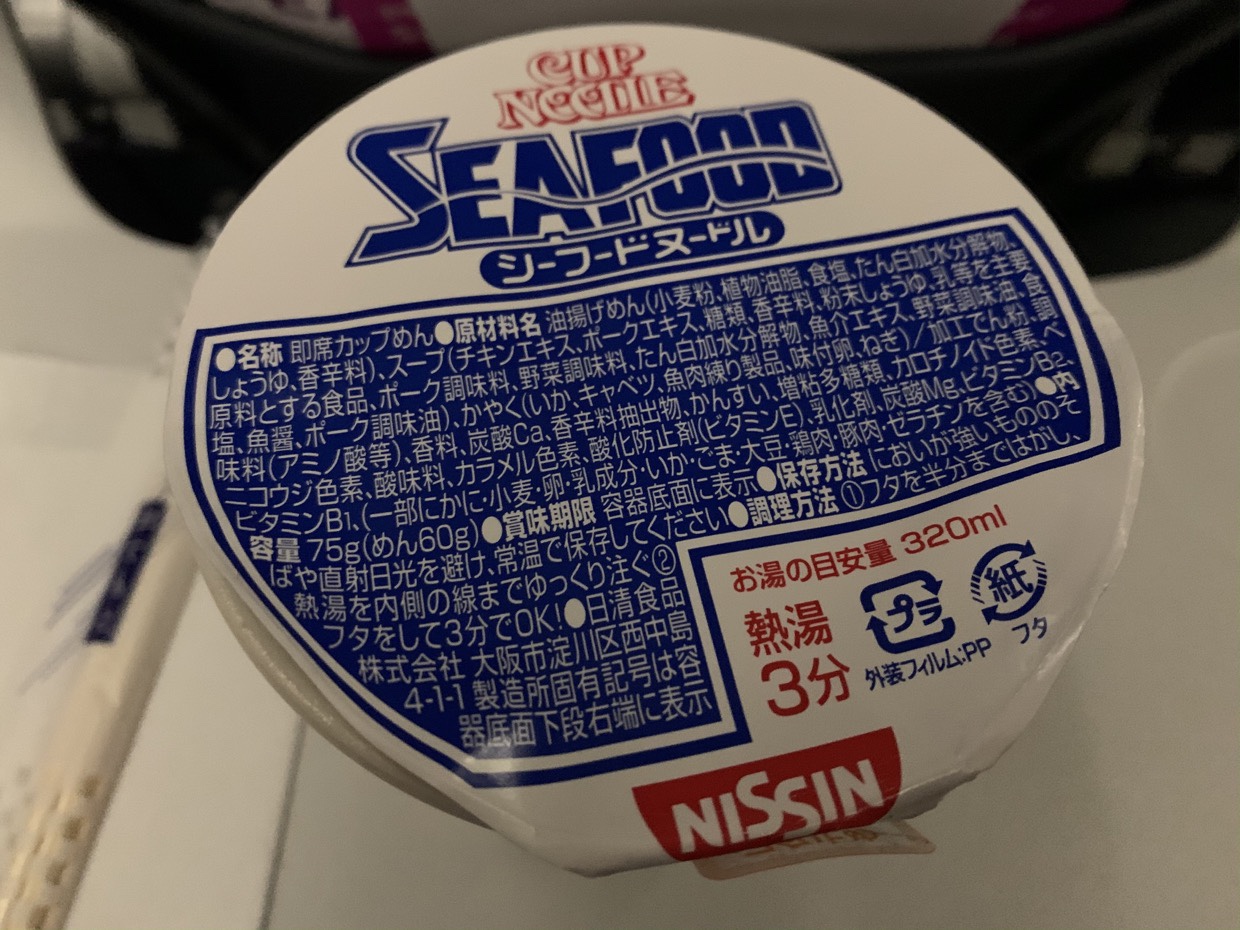 CUP
NOODLE
SEAFOOD
シーフードヌードル
●名称 即席カップめん●原材料名 油揚げめん(小麦粉、植物油脂、食塩、たん白加水分解物、
しょうゆ、香辛料)、スープ(チキンエキス、ポークエキス、糖類、香辛料、粉末しょうゆ、乳等を主要
原料とする食品、ポーク調味料、野菜調味料、たん白加水分解物、魚介エキス、野菜調味油、食
塩、魚醤、ポーク調味油)、かやく(いか、キャベツ、魚肉練り製品、味付卵、ねぎ)/加工でん粉、調
味料(アミノ酸等)、香料、炭酸Ca、香辛料抽出物、かんすい、増粘多糖類、カロチノイド色素、ベ
ニコウジ色素、酸味料、カラメル色素、酸化防止剤(ビタミンE)、乳化剤、炭酸Mg、ビタミンB2、
ビタミンB1、(一部にかに・小麦・卵・乳成分・いか・ごま・大豆・鶏肉・豚肉・ゼラチンを含む)●内
容量 75g(めん60g)●賞味期限 容器底面に表示●保存方法 においが強いもののそ
ばや直射日光を避け、常温で保存してください●調理方法 ①フタを半分まではがし、
熱湯を内側の線までゆっくり注ぐ②
フタをして3分でOK!●日清食品
株式会社 大阪市淀川区西中島
4-1-1 製造所固有記号は容
器底面下段右端に表示
お湯の目安量 320ml
熱湯
3分
プラ
外装フィルム:PP
紙
フタ
NISSIN